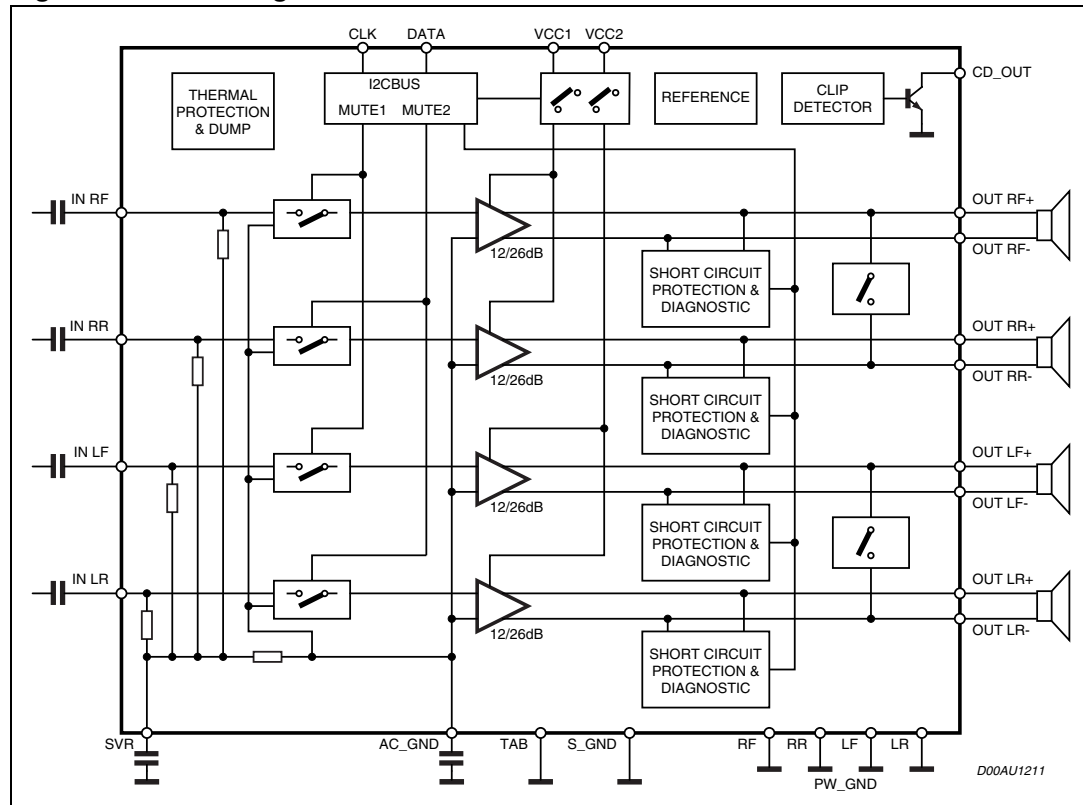 CLK DATA VCC1 VCC2
THERMAL
PROTECTION
& DUMP
I2CBUS
MUTE1 MUTE2
REFERENCE
CLIP
DETECTOR
CD_OUT
IN RF
12/26dB
SHORT CIRCUIT
PROTECTION &
DIAGNOSTIC
OUT RF+
OUT RF-
IN RR
12/26dB
SHORT CIRCUIT
PROTECTION &
DIAGNOSTIC
OUT RR+
OUT RR-
IN LF
12/26dB
SHORT CIRCUIT
PROTECTION &
DIAGNOSTIC
OUT LF+
OUT LF-
IN LR
12/26dB
SHORT CIRCUIT
PROTECTION &
DIAGNOSTIC
OUT LR+
OUT LR-
SVR AC_GND TAB S_GND RF RR LF LR
PW_GND
D00AU1211